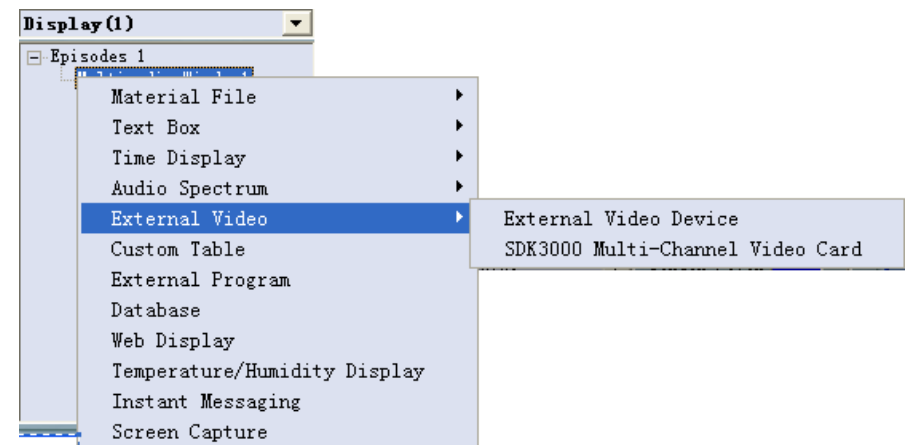 Display(1)
Episodes 1
Material File
Text Box
Time Display
Audio Spectrum
External Video
External Video Device
SDK3000 Multi-Channel Video Card
Custom Table
External Program
Database
Web Display
Temperature/Humidity Display
Instant Messaging
Screen Capture